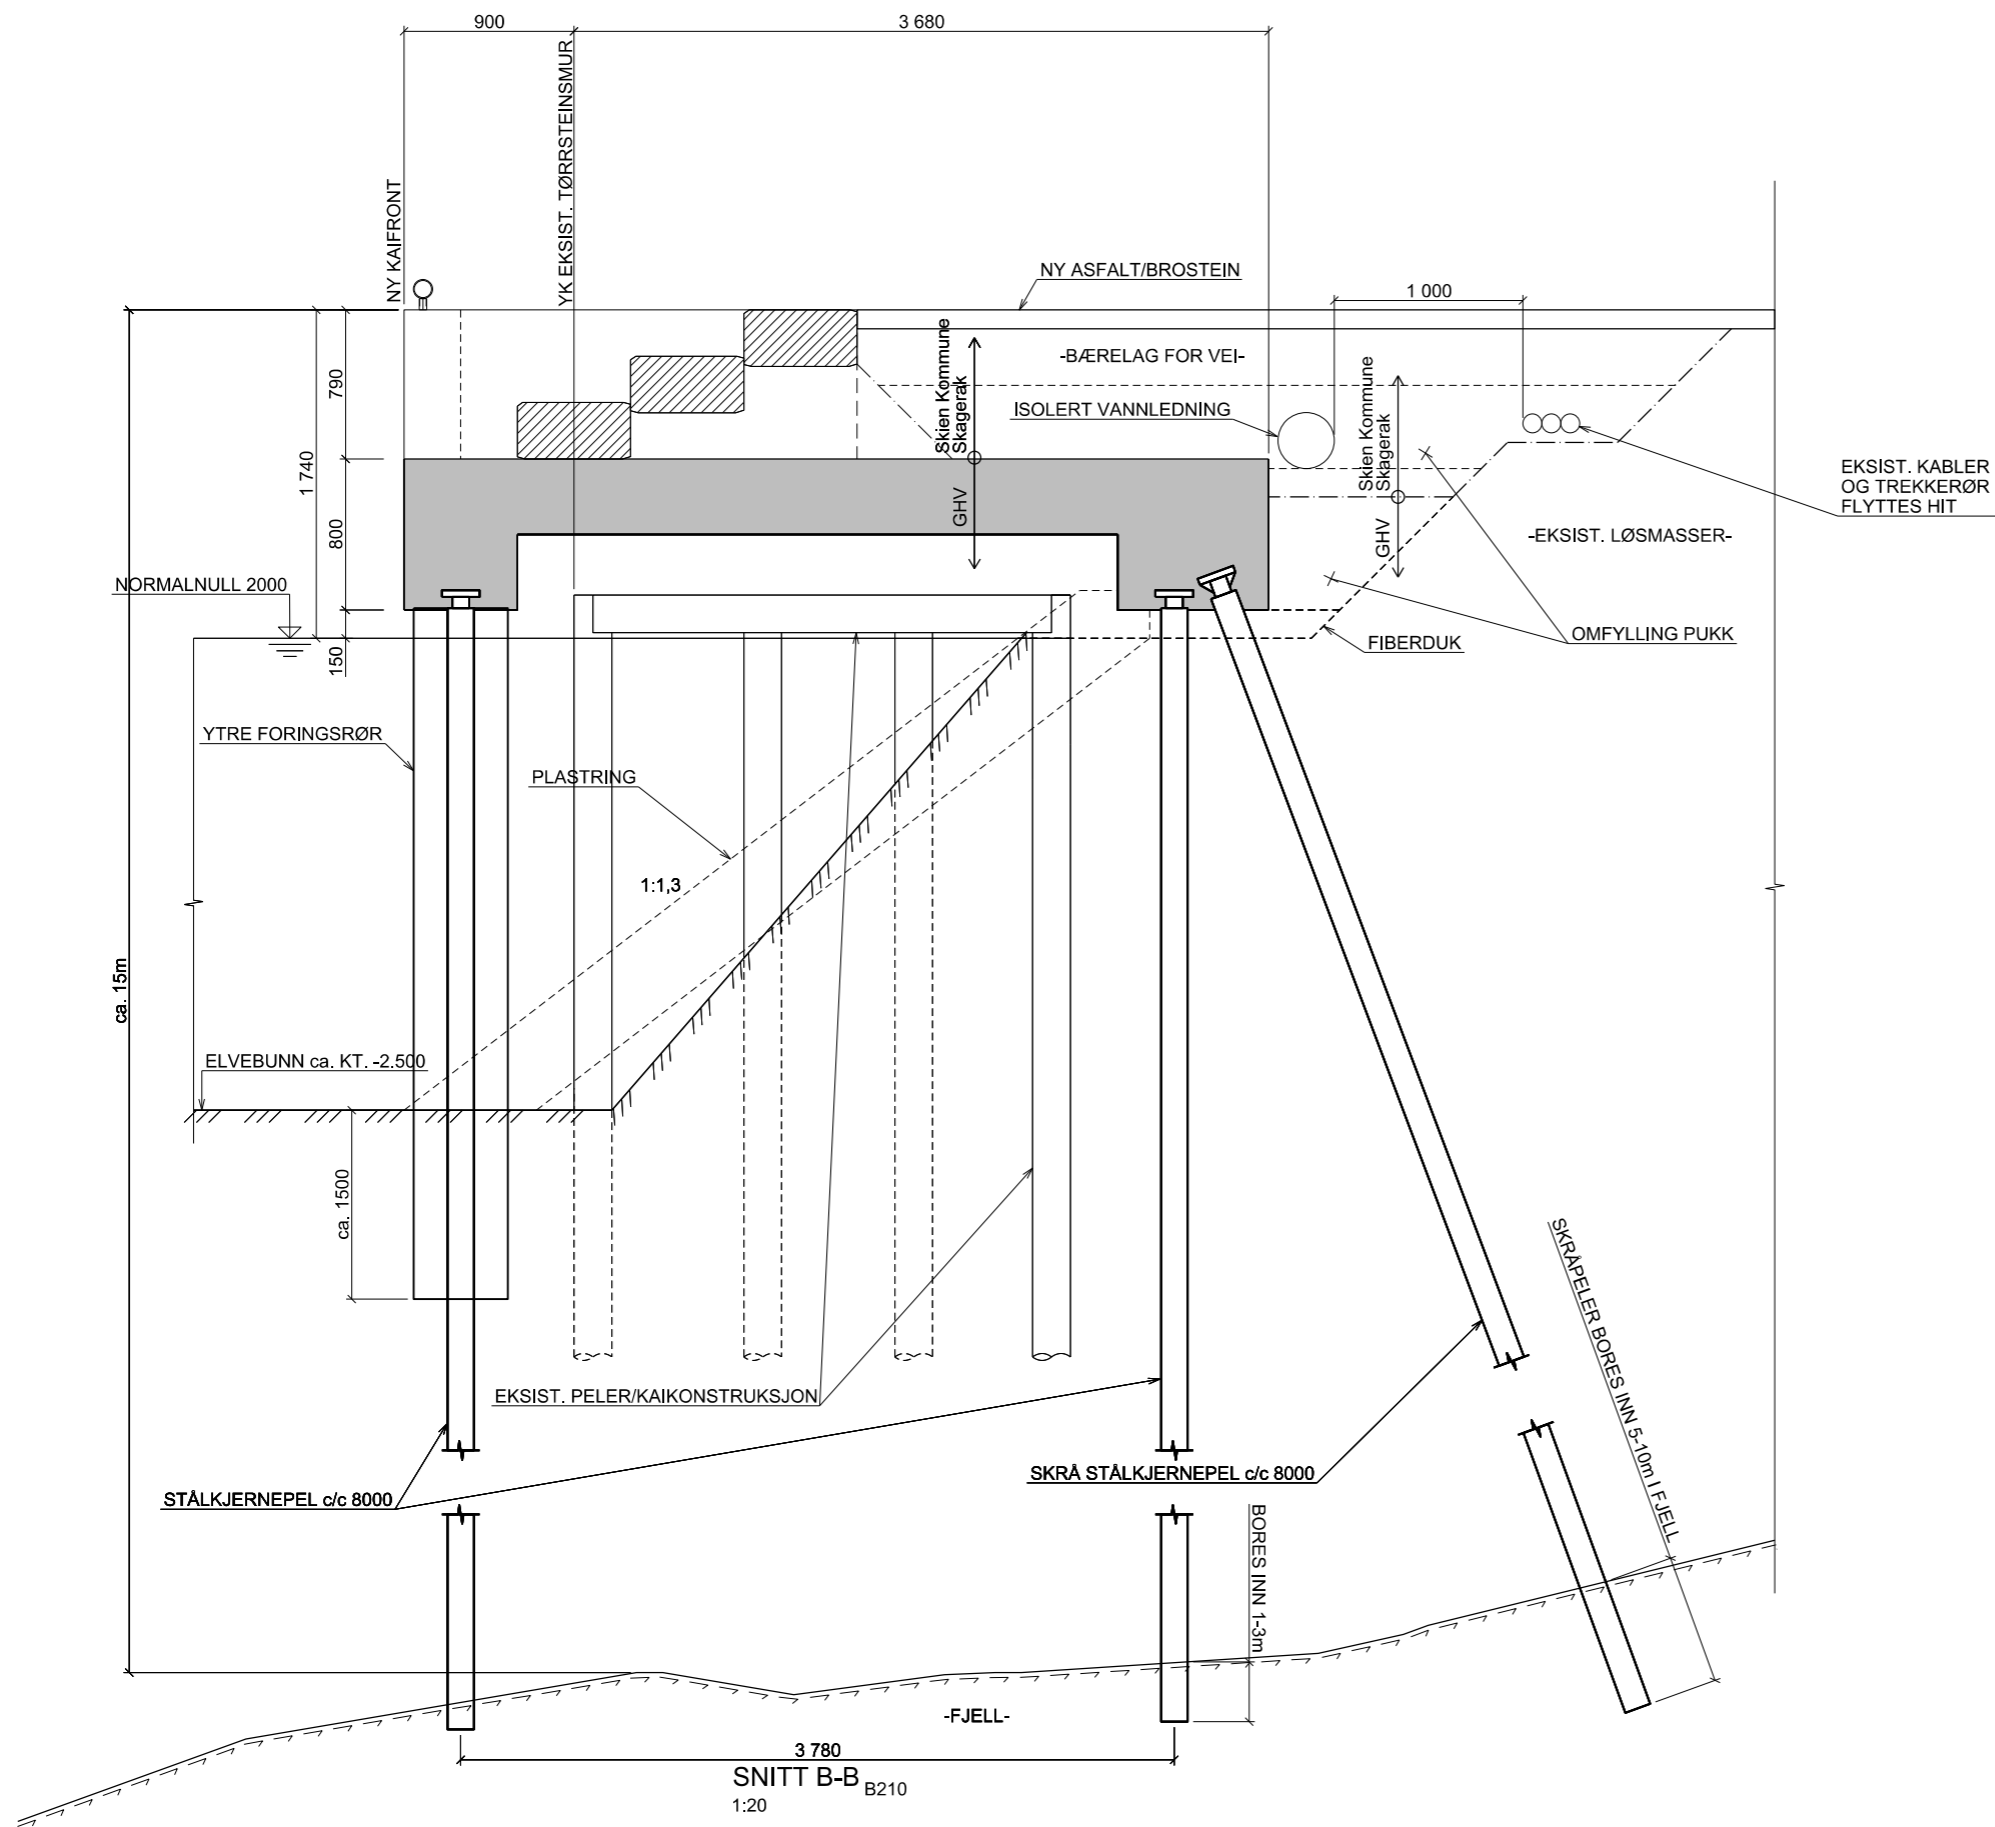 900
3 680
NY KAIFRONT
YK EKSIST. TØRRSTEINSMUR
NY ASFALT/BROSTEIN
1 000
-BÆRELAG FOR VEI-
ISOLERT VANNLEDNING
Skien Kommune
Skagerak
GHV
Skien Kommune
Skagerak
GHV
EKSIST. KABLER
OG TREKKERØR
FLYTTES HIT
-EKSIST. LØSMASSER-
790
1 740
800
150
NORMALNULL 2000
OMFYLLING PUKK
FIBERDUK
YTRE FORINGSRØR
PLASTRING
1:1,3
ca. 15m
ELVEBUNN ca. KT. -2.500
ca. 1500
EKSIST. PELER/KAIKONSTRUKSJON
STÅLKJERNEPEL c/c 8000
SKRÅ STÅLKJERNEPEL c/c 8000
SKRÅPELER BORES INN 5-10m I FJELL
BORES INN 1-3m
-FJELL-
3 780
SNITT B-B B210
1:20